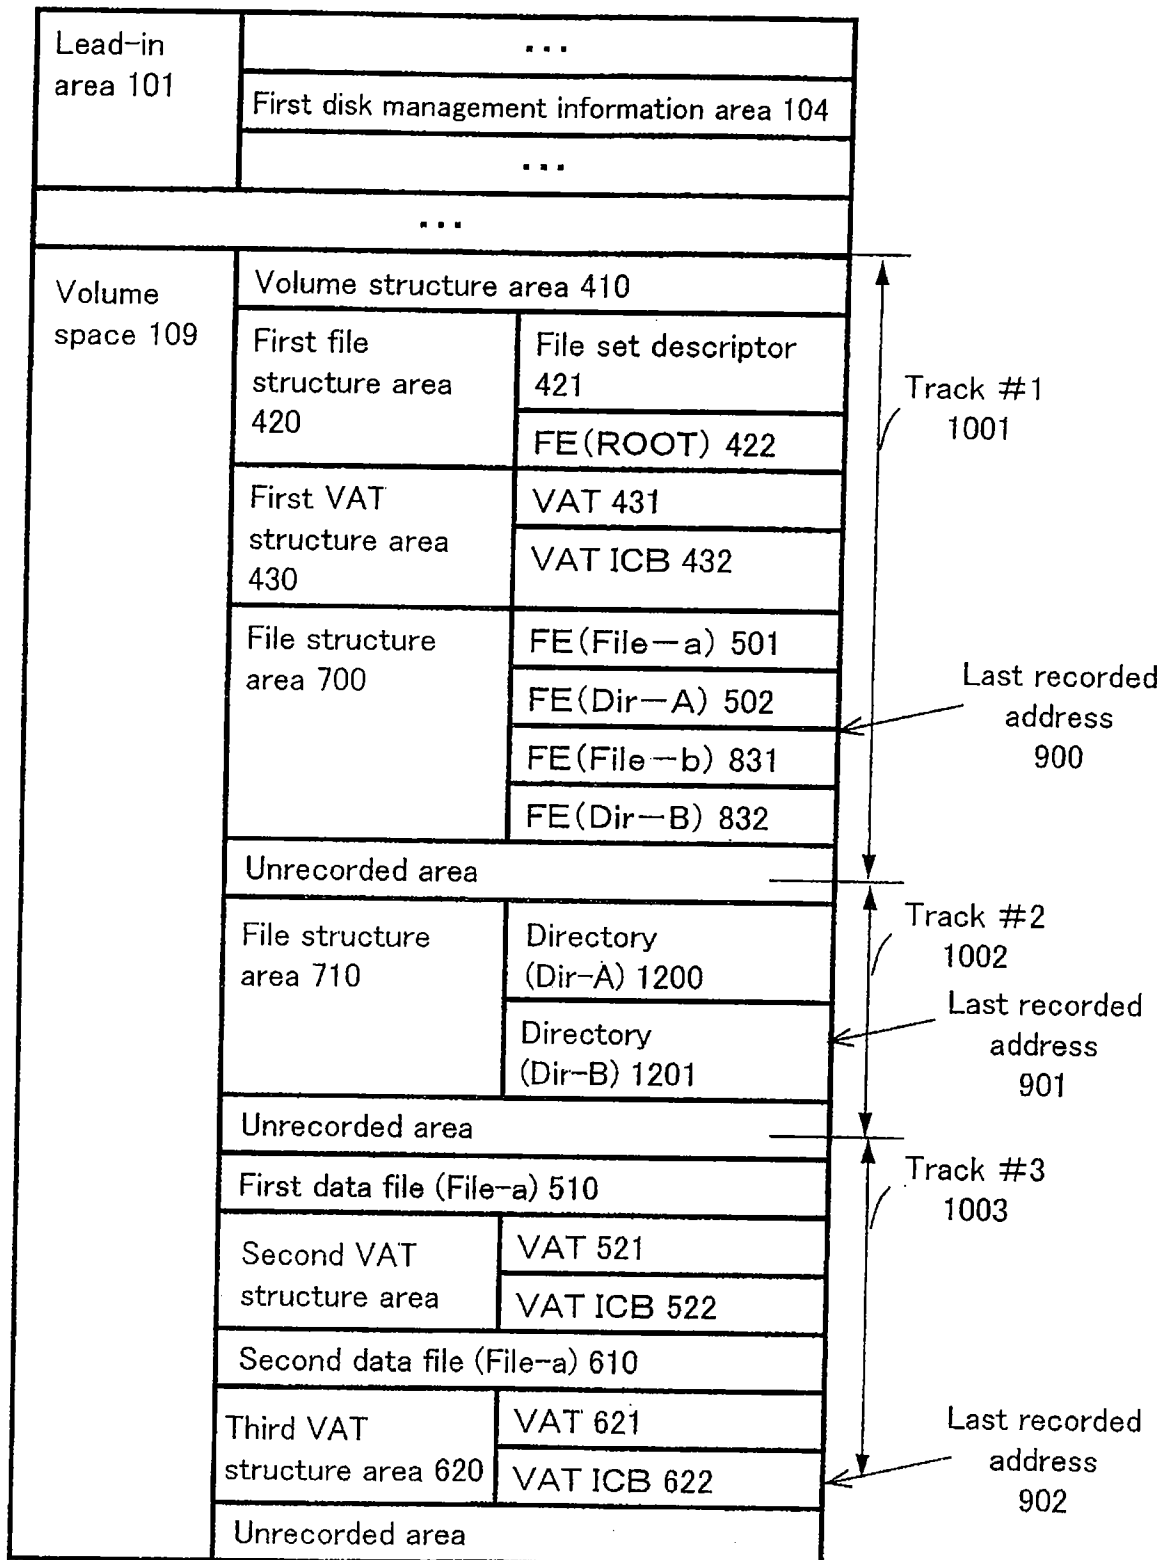 Lead-in
area 101
...
First disk management information area 104
...
...
Volume
space 109
Volume structure area 410
First file
structure area
420
File set descriptor
421
FE(ROOT) 422
First VAT
structure area
430
VAT 431
VAT ICB 432
File structure
area 700
FE(File—a) 501
FE(Dir—A) 502
FE(File—b) 831
FE(Dir—B) 832
Unrecorded area
File structure
area 710
Directory
(Dir-A) 1200
Directory
(Dir-B) 1201
Unrecorded area
First data file (File-a) 510
Second VAT
structure area
VAT 521
VAT ICB 522
Second data file (File-a) 610
Third VAT
structure area 620
VAT 621
VAT ICB 622
Unrecorded area
Track #1
1001
Last recorded
address
900
Track #2
1002
Last recorded
address
901
Track #3
1003
Last recorded
address
902